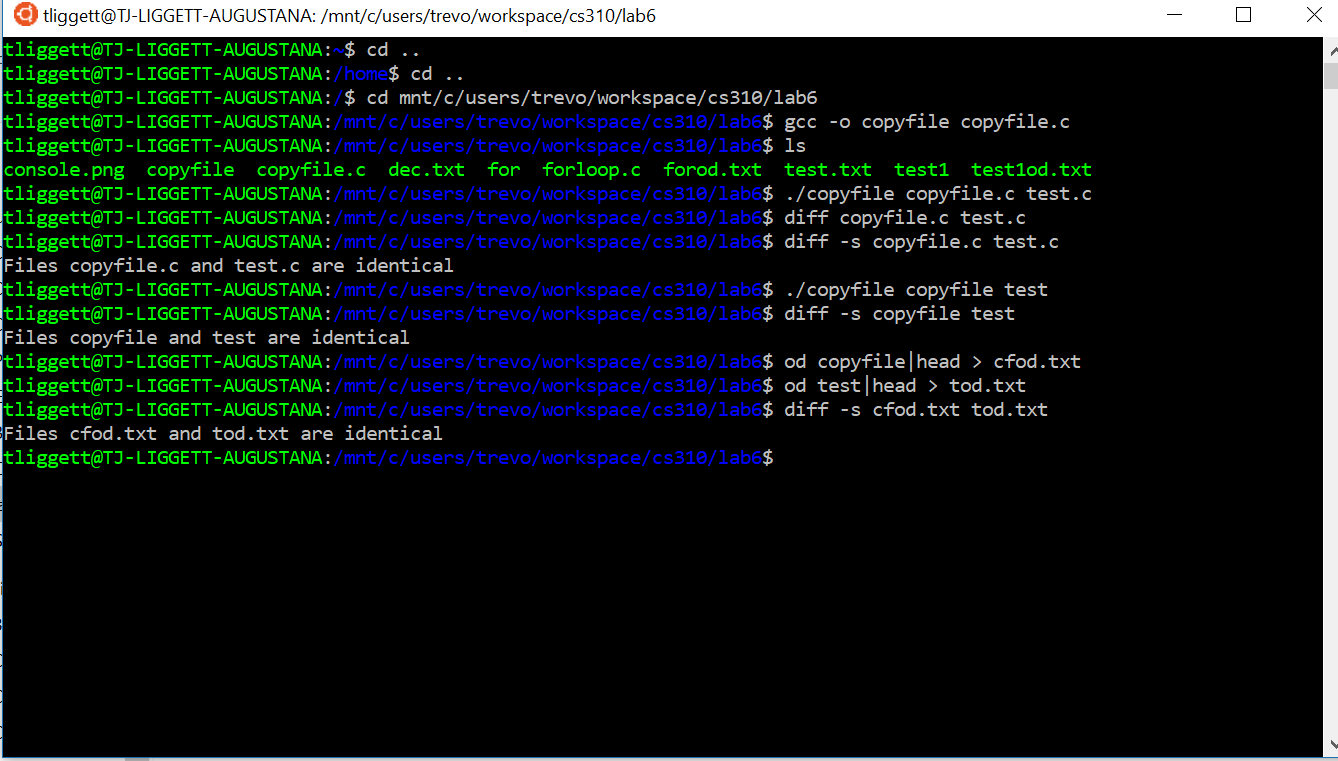 tliggett@TJ-LIGGETT-AUGUSTANA: /mnt/c/users/trevo/workspace/cs310/lab6
tliggett@TJ-LIGGETT-AUGUSTANA:~$ cd ..
tliggett@TJ-LIGGETT-AUGUSTANA:/home$ cd ..
tliggett@TJ-LIGGETT-AUGUSTANA:/$ cd mnt/c/users/trevo/workspace/cs310/lab6
tliggett@TJ-LIGGETT-AUGUSTANA:/mnt/c/users/trevo/workspace/cs310/lab6$ gcc -o copyfile copyfile.c
tliggett@TJ-LIGGETT-AUGUSTANA:/mnt/c/users/trevo/workspace/cs310/lab6$ ls
console.png  copyfile  copyfile.c  dec.txt  for  forloop.c  forod.txt  test.txt  test1  test1od.txt
tliggett@TJ-LIGGETT-AUGUSTANA:/mnt/c/users/trevo/workspace/cs310/lab6$ ./copyfile copyfile.c test.c
tliggett@TJ-LIGGETT-AUGUSTANA:/mnt/c/users/trevo/workspace/cs310/lab6$ diff copyfile.c test.c
tliggett@TJ-LIGGETT-AUGUSTANA:/mnt/c/users/trevo/workspace/cs310/lab6$ diff -s copyfile.c test.c
Files copyfile.c and test.c are identical
tliggett@TJ-LIGGETT-AUGUSTANA:/mnt/c/users/trevo/workspace/cs310/lab6$ ./copyfile copyfile test
tliggett@TJ-LIGGETT-AUGUSTANA:/mnt/c/users/trevo/workspace/cs310/lab6$ diff -s copyfile test
Files copyfile and test are identical
tliggett@TJ-LIGGETT-AUGUSTANA:/mnt/c/users/trevo/workspace/cs310/lab6$ od copyfile|head > cfod.txt
tliggett@TJ-LIGGETT-AUGUSTANA:/mnt/c/users/trevo/workspace/cs310/lab6$ od test|head > tod.txt
tliggett@TJ-LIGGETT-AUGUSTANA:/mnt/c/users/trevo/workspace/cs310/lab6$ diff -s cfod.txt tod.txt
Files cfod.txt and tod.txt are identical
tliggett@TJ-LIGGETT-AUGUSTANA:/mnt/c/users/trevo/workspace/cs310/lab6$